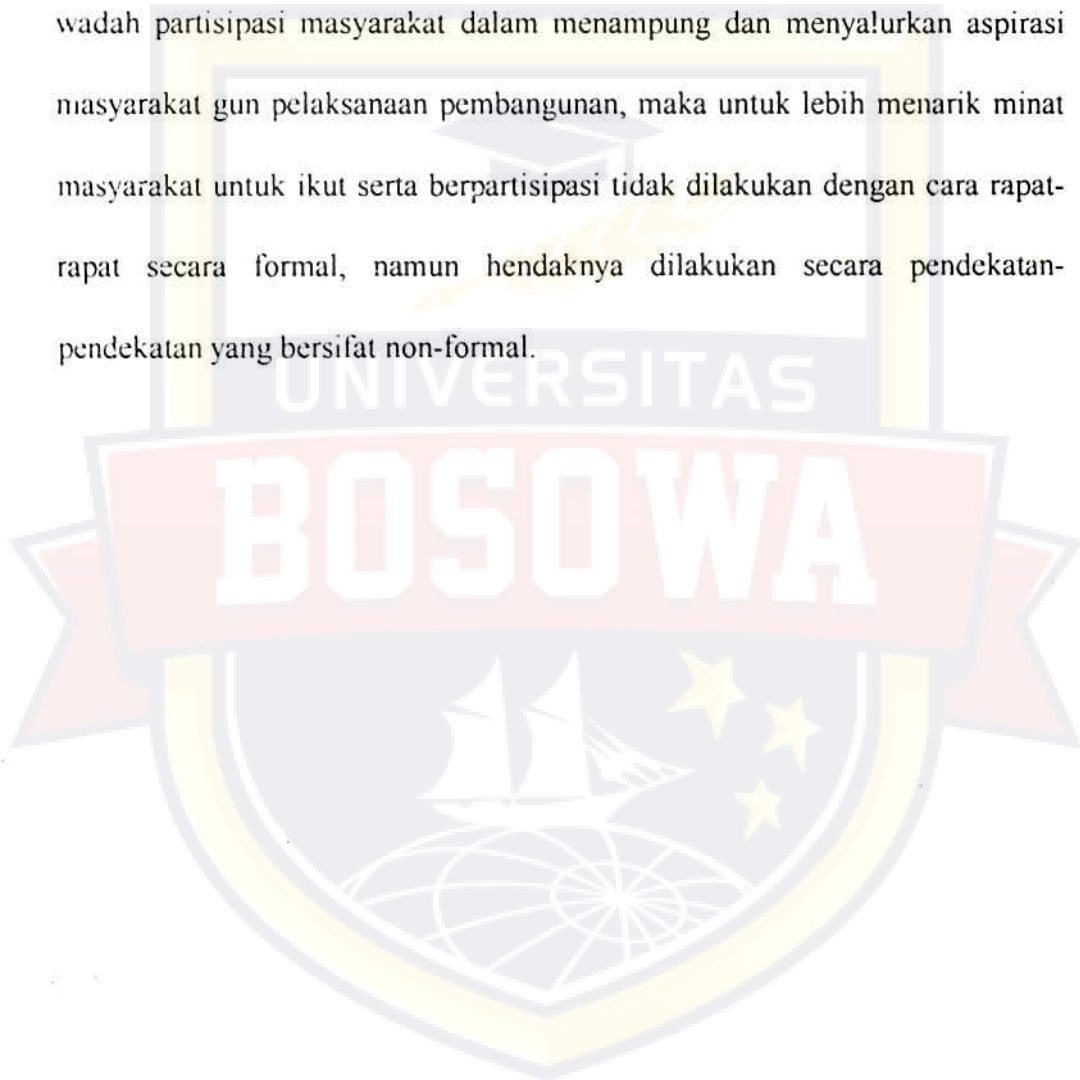 wadah partisipasi masyarakat dalam menampung dan menyalurkan aspirasi
masyarakat gun pelaksanaan pembangunan, maka untuk lebih menarik minat
masyarakat untuk ikut serta berpartisipasi tidak dilakukan dengan cara rapat-
rapat secara formal, namun hendaknya dilakukan secara pendekatan-
pendekatan yang bersifat non-formal.
UNIVERSITAS
BOSOWA